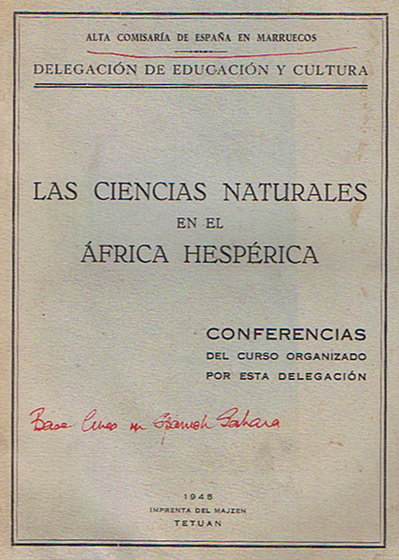 ALTA COMISARÍA DE ESPAÑA EN MARRUECOS
DELEGACIÓN DE EDUCACIÓN Y CULTURA
LAS CIENCIAS NATURALES
EN EL
ÁFRICA HESPÉRICA
CONFERENCIAS
DEL CURSO ORGANIZADO
POR ESTA DELEGACIÓN
Base lines in Spanish Sahara
1948
IMPRENTA DEL MAJZEN
TETUAN